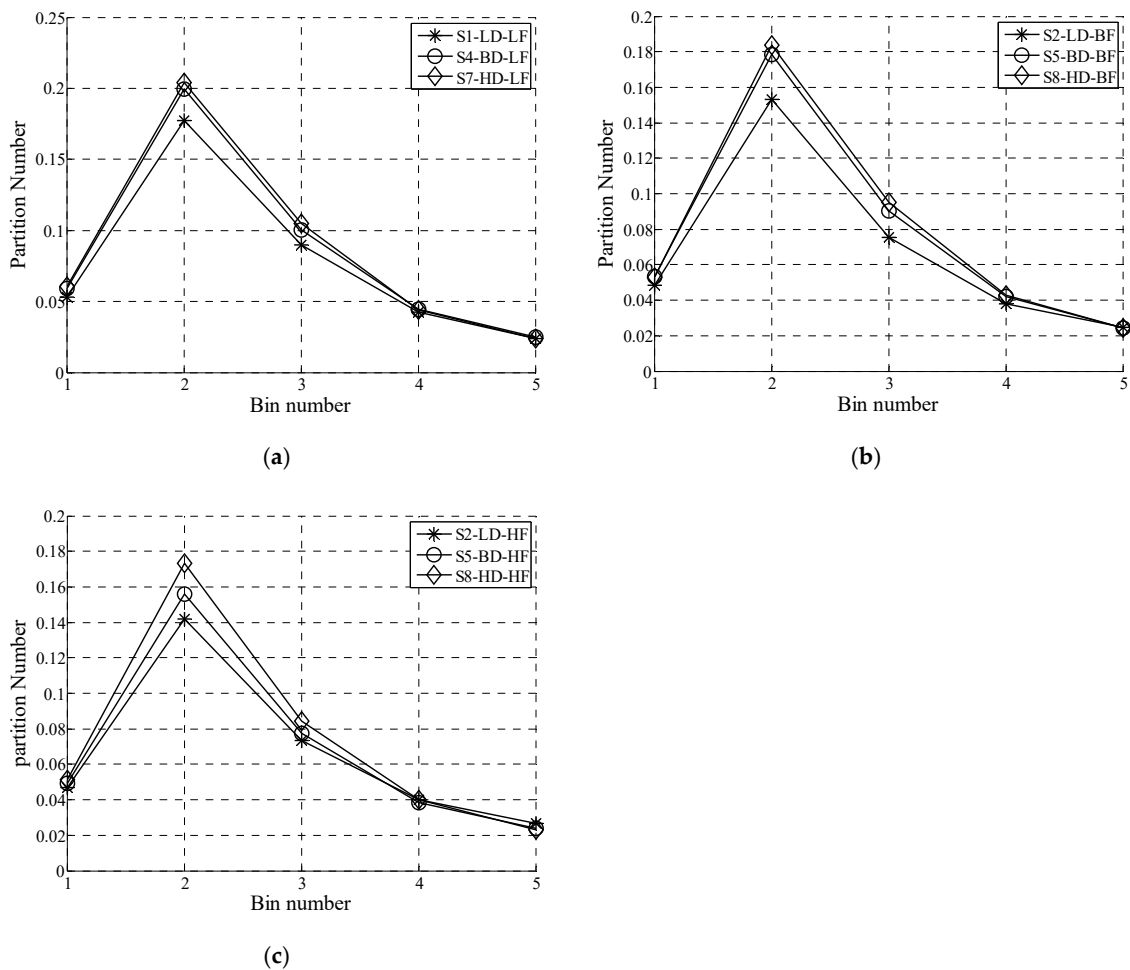 0.25
0.2
0.15
0.1
0.05
0
Partition Number
1 2 3 4 5
Bin number
S1-LD-LF
S4-BD-LF
S7-HD-LF
(a)
0.2
0.18
0.16
0.14
0.12
0.1
0.08
0.06
0.04
0.02
0
Partition Number
1 2 3 4 5
Bin number
S2-LD-BF
S5-BD-BF
S8-HD-BF
(b)
0.2
0.18
0.16
0.14
0.12
0.1
0.08
0.06
0.04
0.02
0
partition Number
1 2 3 4 5
Bin number
S2-LD-HF
S5-BD-HF
S8-HD-HF
(c)